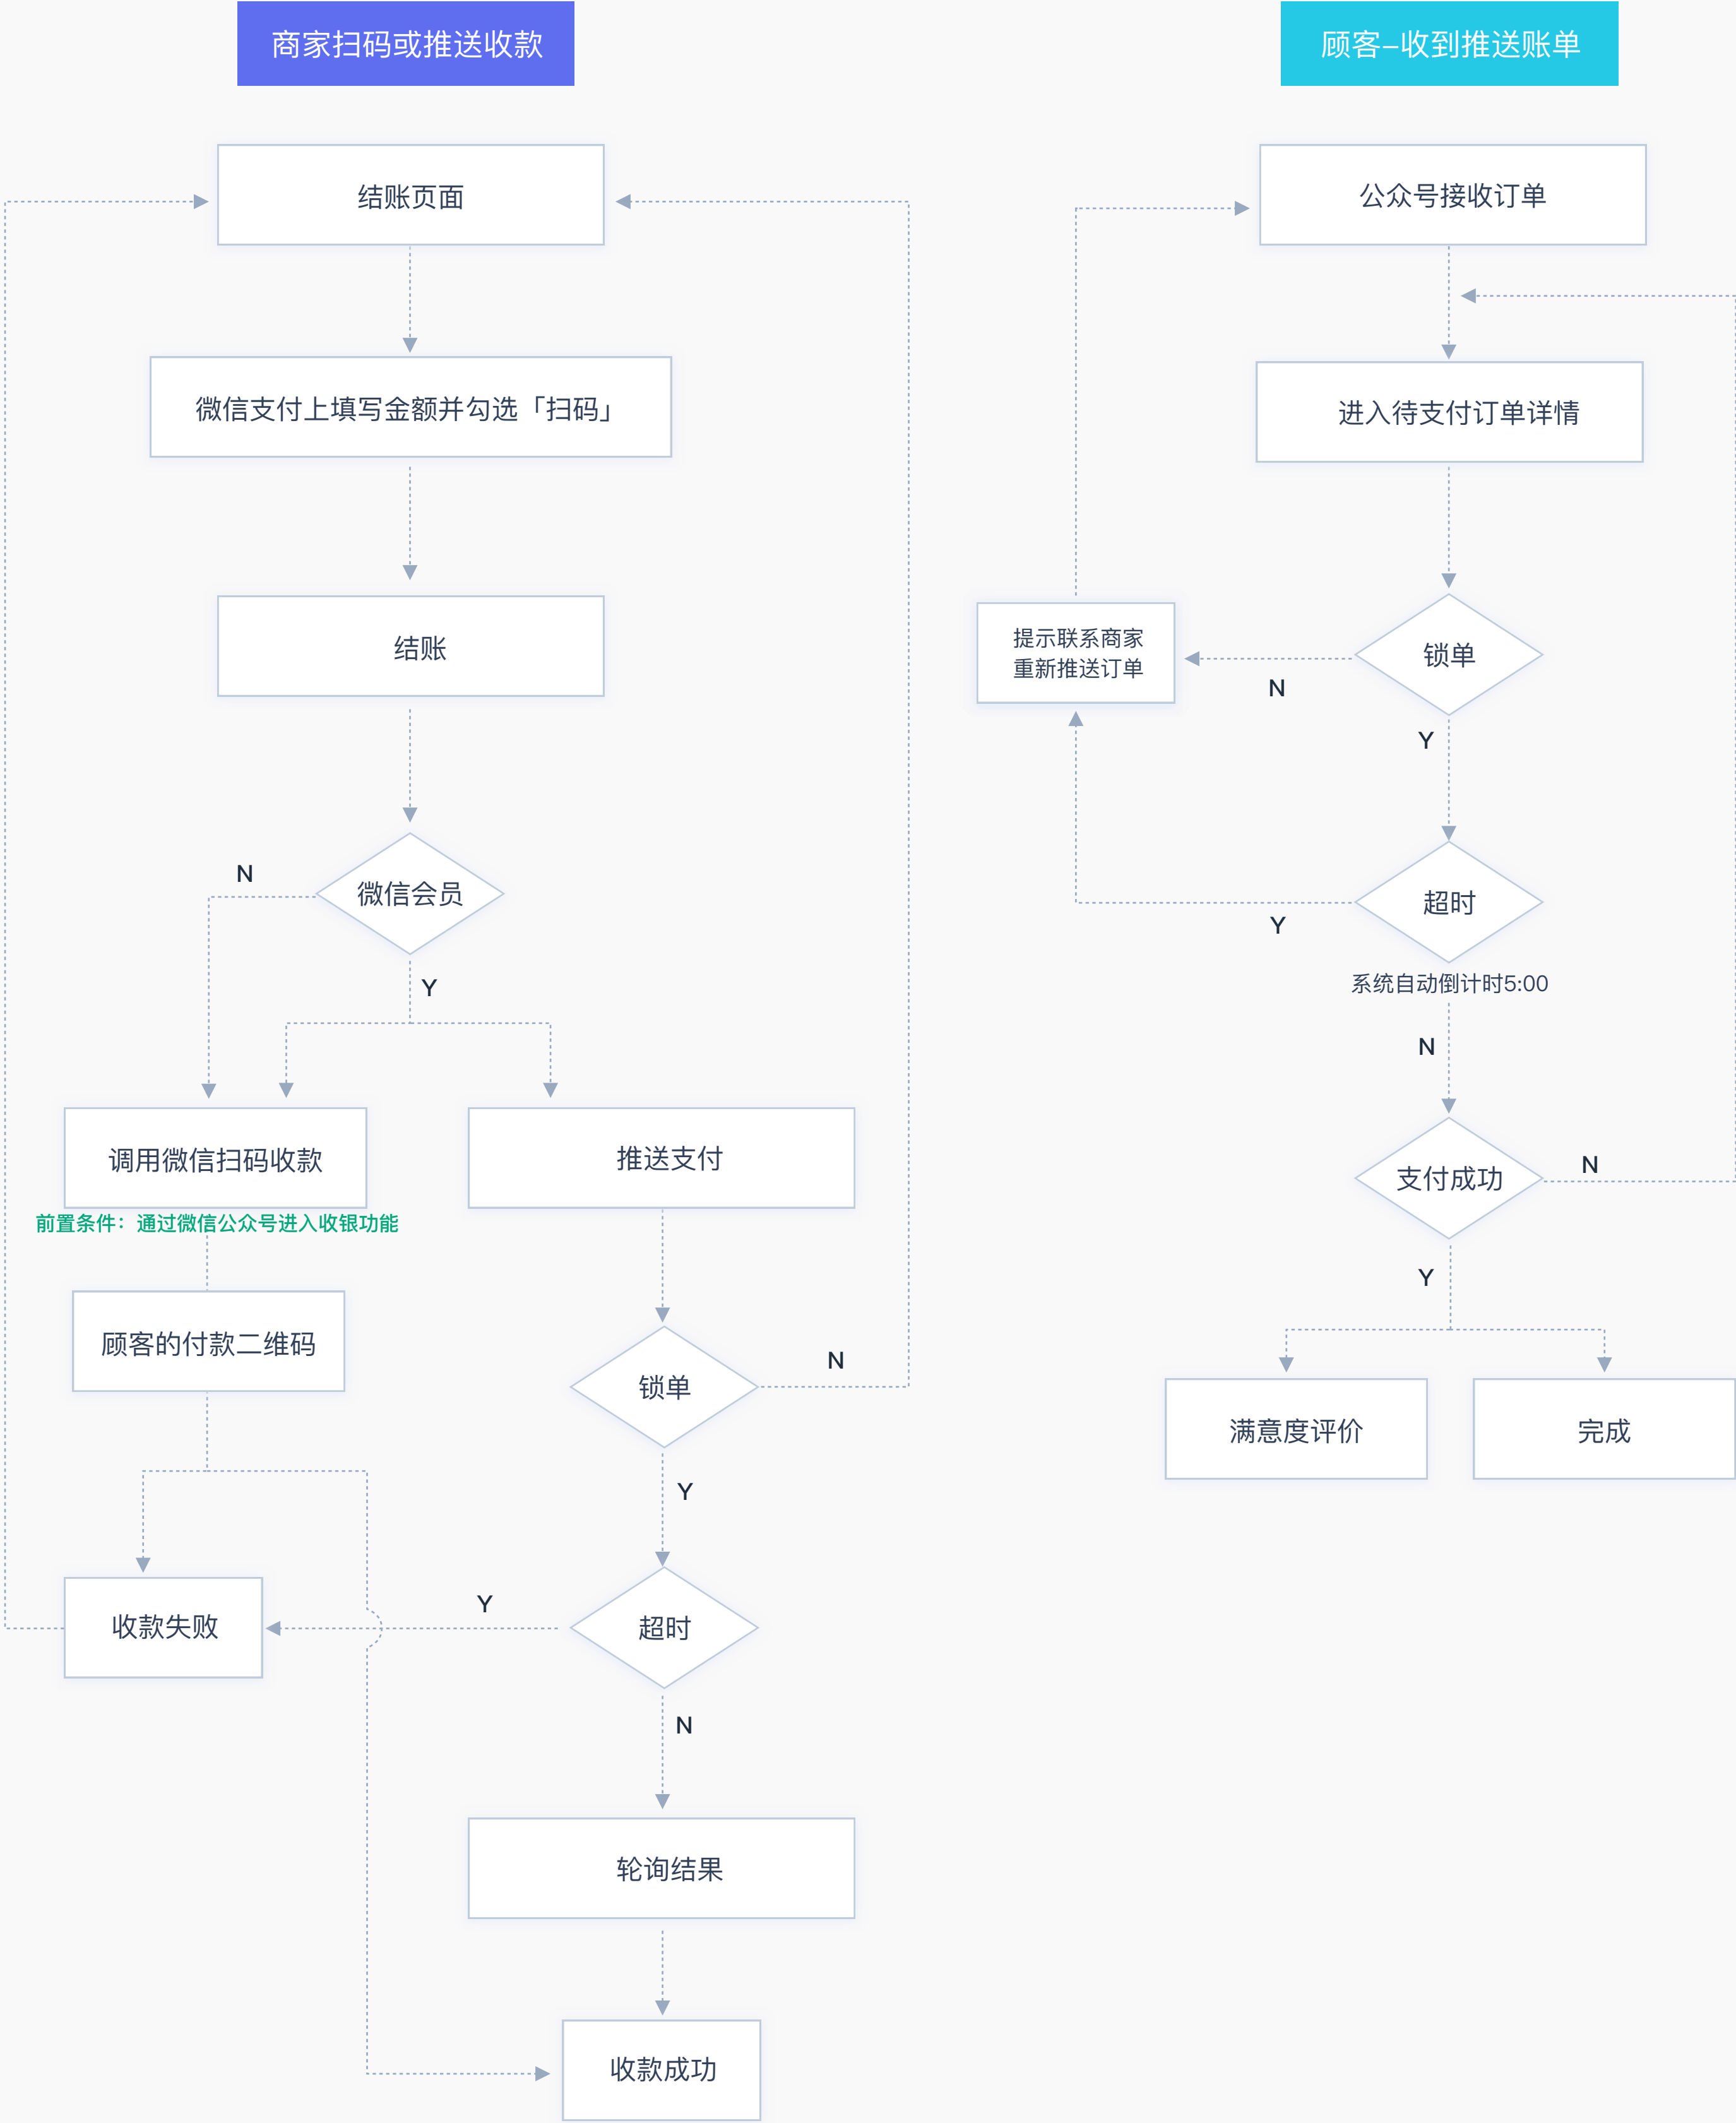 商家扫码或推送收款
结账页面
微信支付上填写金额并勾选「扫码」
结账
微信会员
N
Y
调用微信扫码收款
前置条件：通过微信公众号进入收银功能
推送支付
顾客的付款二维码
锁单
N
Y
收款失败
Y
超时
N
轮询结果
收款成功
顾客–收到推送账单
公众号接收订单
进入待支付订单详情
提示联系商家
重新推送订单
锁单
N
Y
超时
Y
系统自动倒计时5:00
N
支付成功
N
Y
满意度评价
完成